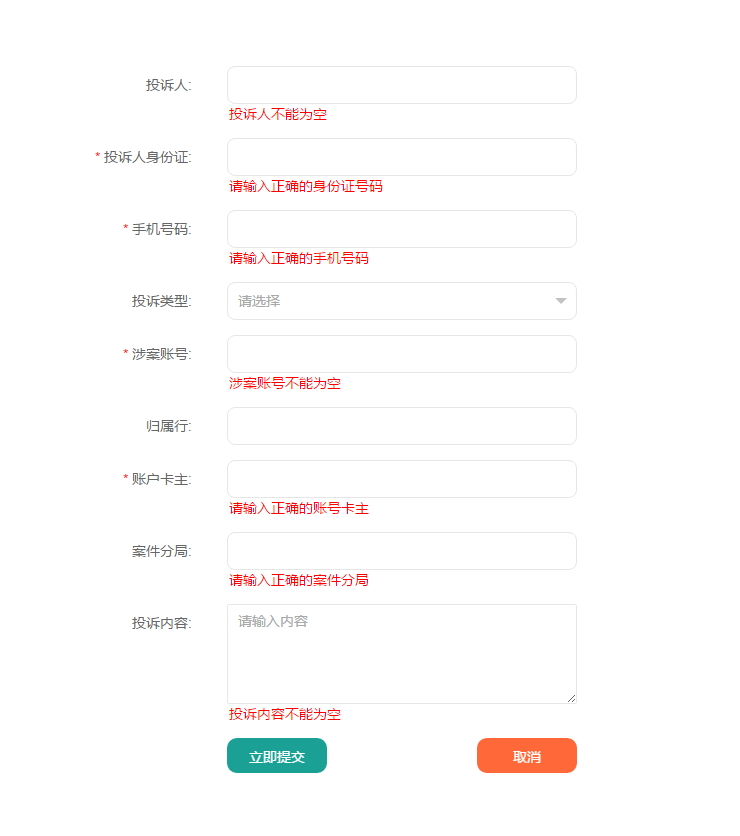 投诉人:
投诉人不能为空
* 投诉人身份证:
请输入正确的身份证号码
* 手机号码:
请输入正确的手机号码
投诉类型: 请选择
* 涉案账号:
涉案账号不能为空
归属行:
* 账户卡主:
请输入正确的账号卡主
案件分局:
请输入正确的案件分局
投诉内容: 请输入内容
投诉内容不能为空
立即提交 取消